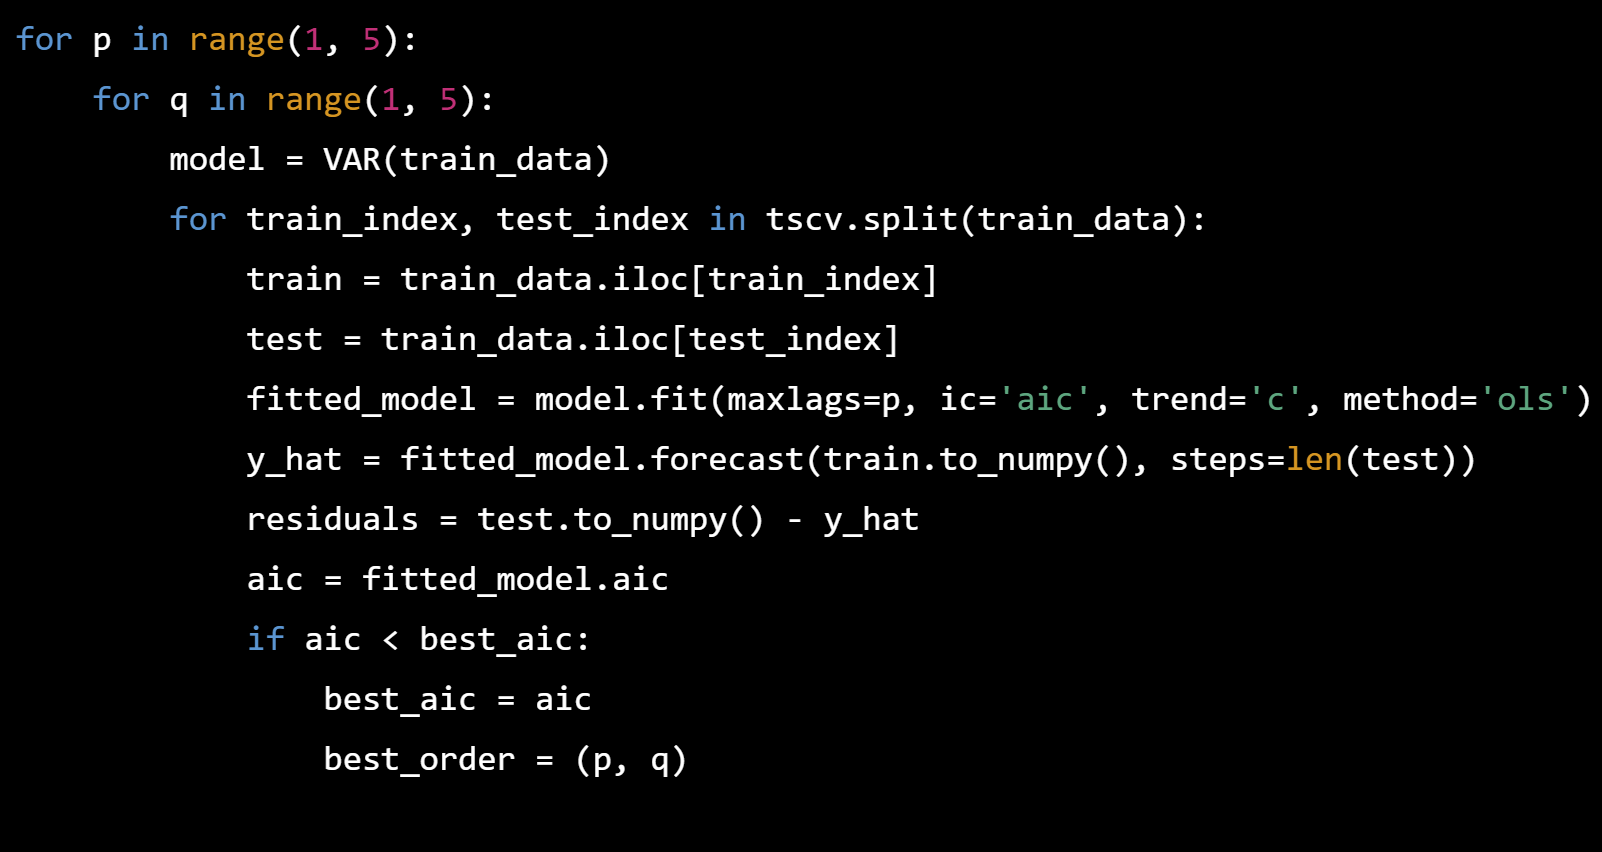 for p in range(1, 5):
    for q in range(1, 5):
        model = VAR(train_data)
        for train_index, test_index in tscv.split(train_data):
            train = train_data.iloc[train_index]
            test = train_data.iloc[test_index]
            fitted_model = model.fit(maxlags=p, ic='aic', trend='c', method='ols')
            y_hat = fitted_model.forecast(train.to_numpy(), steps=len(test))
            residuals = test.to_numpy() - y_hat
            aic = fitted_model.aic
            if aic < best_aic:
                best_aic = aic
                best_order = (p, q)